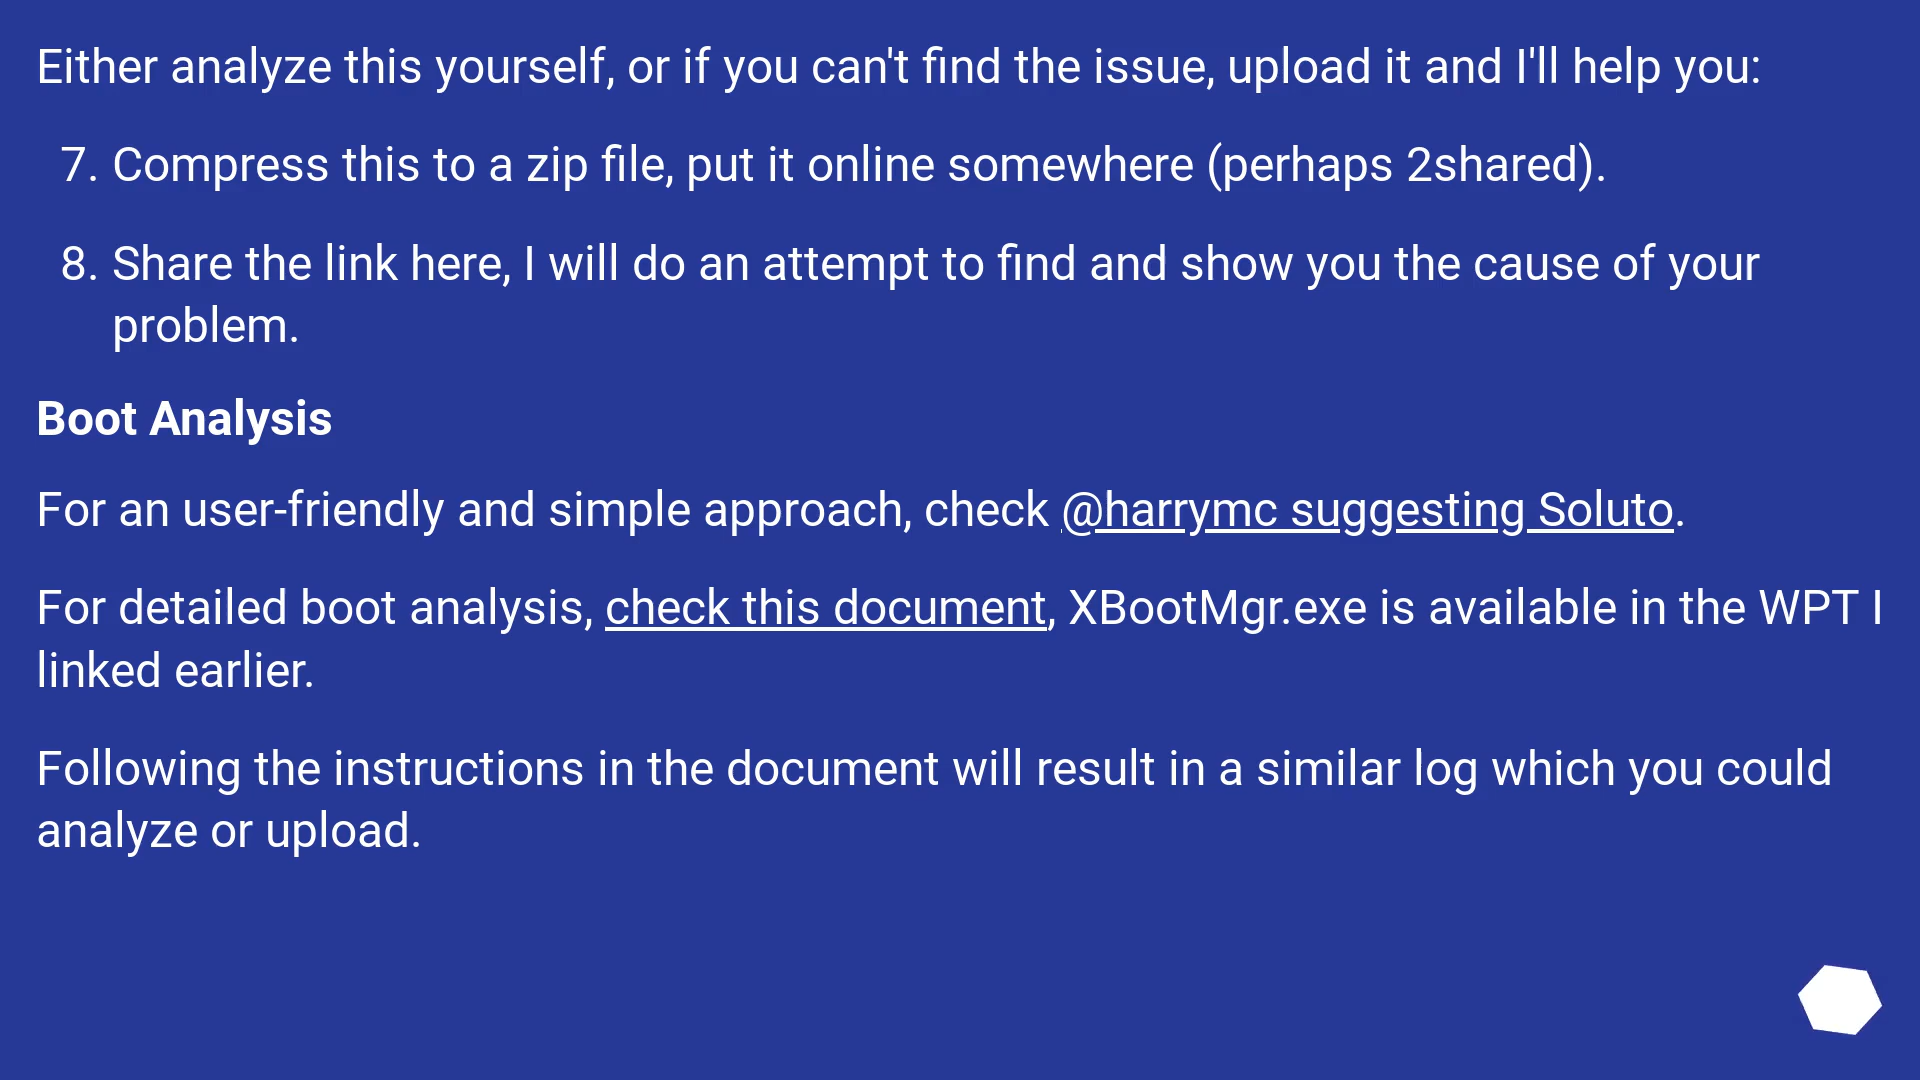 Either analyze this yourself, or if you can't find the issue, upload it and I'll help you:
7. Compress this to a zip file, put it online somewhere (perhaps 2shared).
8. Share the link here, I will do an attempt to find and show you the cause of your
problem.
Boot Analysis
For an user-friendly and simple approach, check @harrymc suggesting Soluto.
For detailed boot analysis, check this document, XBootMgr.exe is available in the WPT I
linked earlier.
Following the instructions in the document will result in a similar log which you could
analyze or upload.